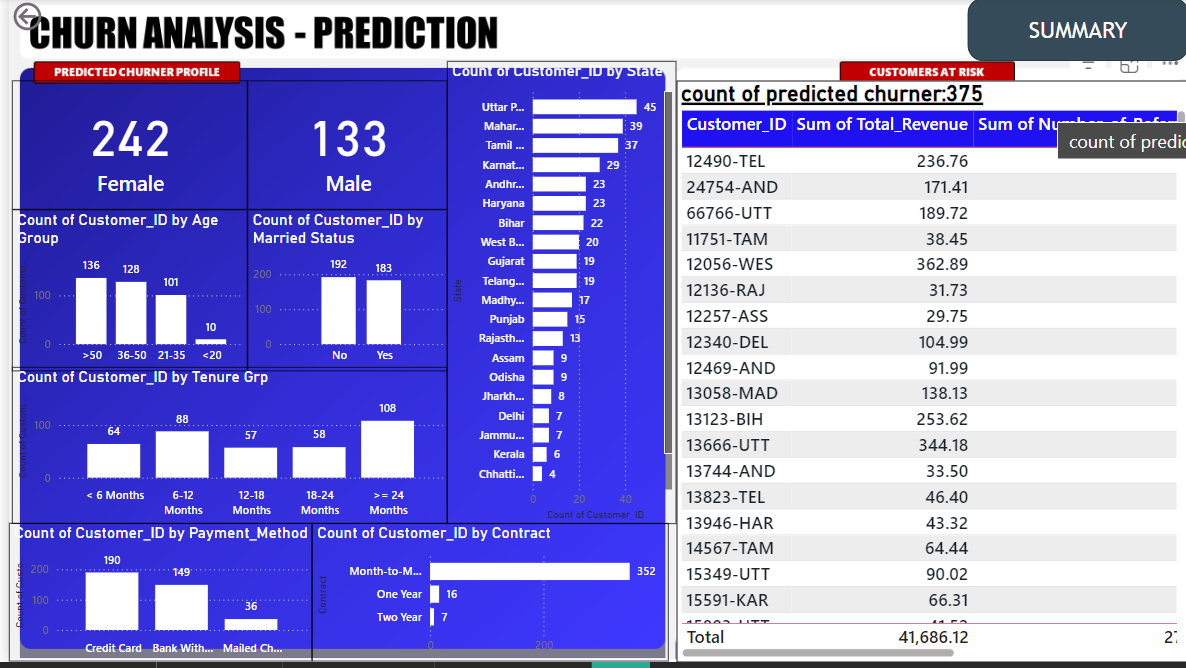 CHURN ANALYSIS - PREDICTION
SUMMARY
PREDICTED CHURNER PROFILE
242
Female
133
Male
Count of Customer_ID by Age
Group
100
0
136
128
101
10
>50
36-50
21-35
<20
Count of Customer_ID by
Married Status
200
100
0
192
183
No
Yes
Count of Customer_ID by Tenure Grp
100
0
64
88
57
58
108
< 6 Months
6-12
Months
12-18
Months
18-24
Months
>= 24
Months
Count of Customer_ID by Payment_Method
200
100
0
190
149
36
Credit Card
Bank With...
Mailed Ch...
Count of Customer_ID by Contract
Contract
Month-to-M... 352
One Year 16
Two Year 7
0
200
Count of Customer_ID by State
State
Uttar P... 45
Mahar... 39
Tamil ... 37
Karnat... 29
Andhr... 23
Haryana 23
Bihar 22
West B... 20
Gujarat 19
Telang... 19
Madhy... 17
Punjab 15
Rajasth... 13
Assam 9
Odisha 9
Jharkh... 8
Delhi 7
Jammu... 7
Kerala 6
Chhatti... 4
0 20 40
Count of Customer_ID
CUSTOMERS AT RISK
count of predicted churner:375
Customer_ID Sum of Total_Revenue Sum of
count of
12490-TEL 236.76
24754-AND 171.41
66766-UTT 189.72
11751-TAM 38.45
12056-WES 362.89
12136-RAJ 31.73
12257-ASS 29.75
12340-DEL 104.99
12469-AND 91.99
13058-MAD 138.13
13123-BIH 253.62
13666-UTT 344.18
13744-AND 33.50
13823-TEL 46.40
13946-HAR 43.32
14567-TAM 64.44
15349-UTT 90.02
15591-KAR 66.31
Total 41,686.12